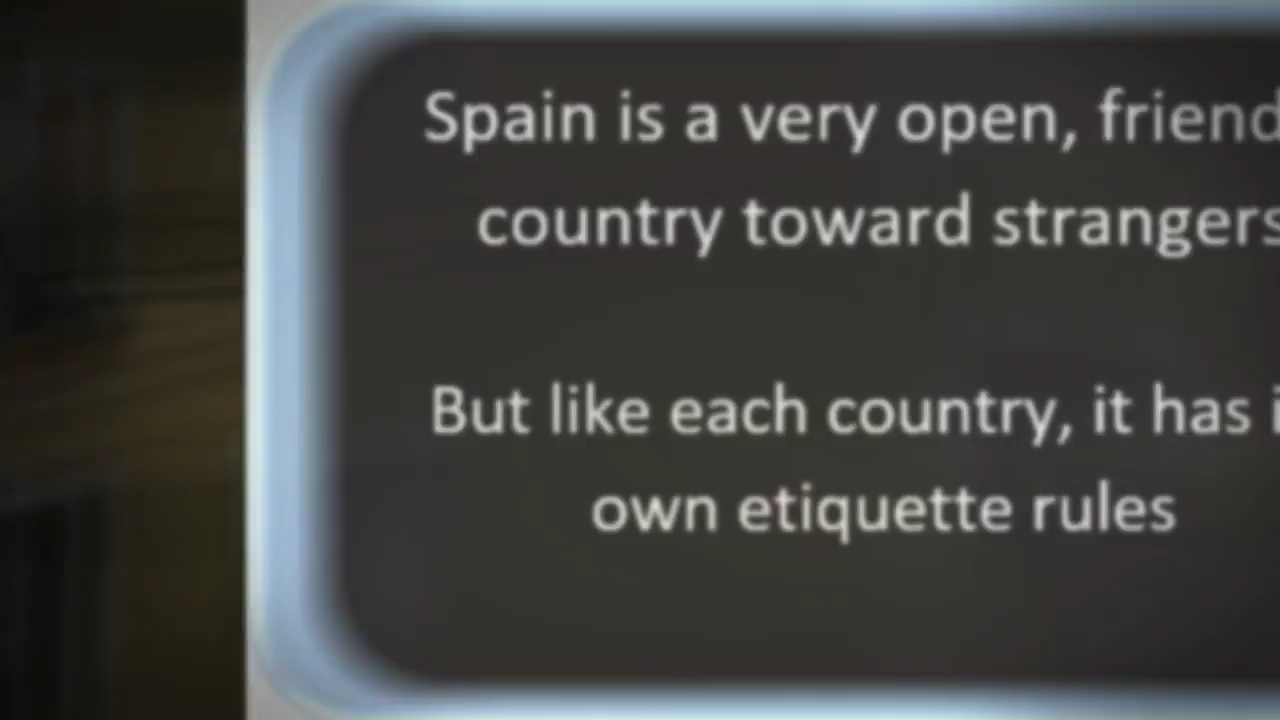 Spain is a very open, friend
country toward strangers
But like each country, it has i
own etiquette rules